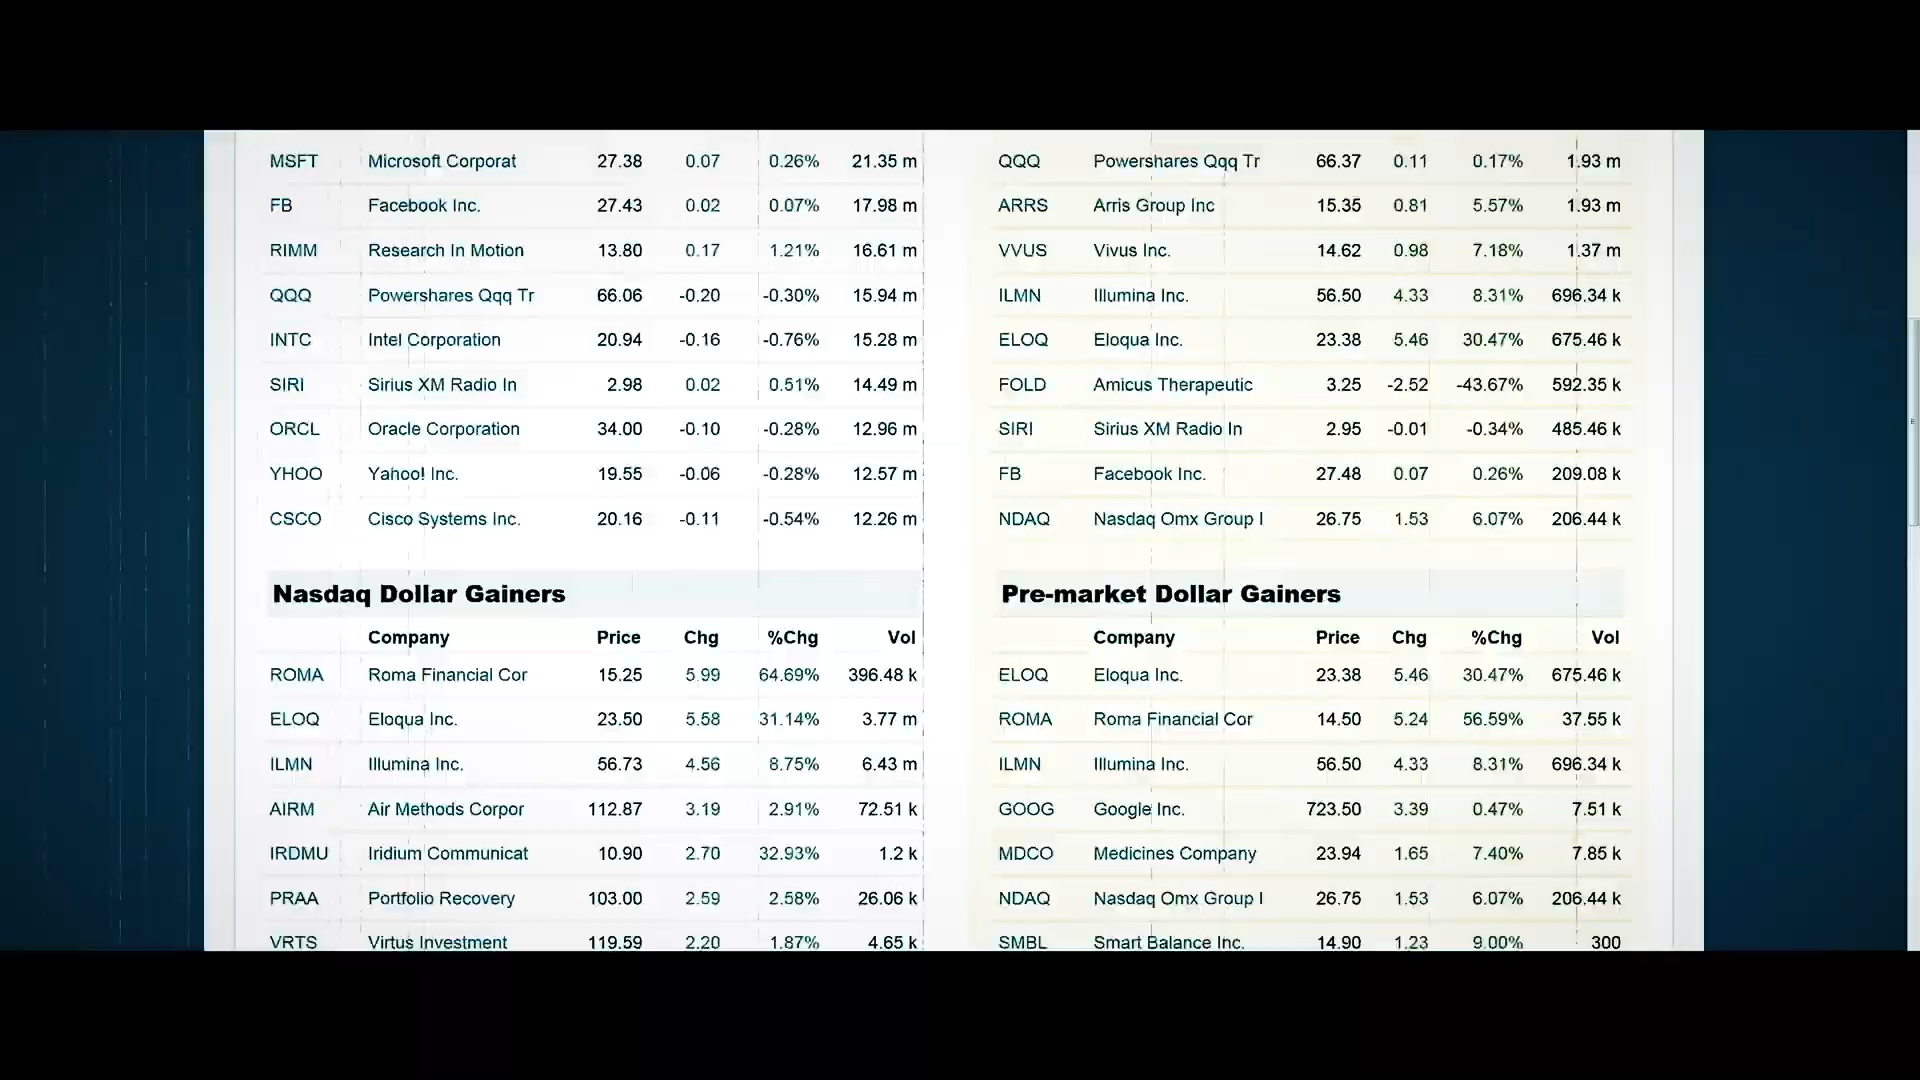 MSFT Microsoft Corporat 27.38 0.07 0.26% 21.35 m
FB Facebook Inc. 27.43 0.02 0.07% 17.98 m
RIMM Research In Motion 13.80 0.17 1.21% 16.61 m
QQQ Powershares Qqq Tr 66.06 -0.20 -0.30% 15.94 m
INTC Intel Corporation 20.94 -0.16 -0.76% 15.28 m
SIRI Sirius XM Radio In 2.98 0.02 0.51% 14.49 m
ORCL Oracle Corporation 34.00 -0.10 -0.28% 12.96 m
YHOO Yahoo! Inc. 19.55 -0.06 -0.28% 12.57 m
CSCO Cisco Systems Inc. 20.16 -0.11 -0.54% 12.26 m
Nasdaq Dollar Gainers
Company Price Chg %Chg Vol
ROMA Roma Financial Cor 15.25 5.99 64.69% 396.48 k
ELOQ Eloqua Inc. 23.50 5.58 31.14% 3.77 m
ILMN Illumina Inc. 56.73 4.56 8.75% 6.43 m
AIRM Air Methods Corpor 112.87 3.19 2.91% 72.51 k
IRDMU Iridium Communicat 10.90 2.70 32.93% 1.2 k
PRAA Portfolio Recovery 103.00 2.59 2.58% 26.06 k
VRTS Virtus Investment 119.59 2.20 1.87% 4.65 k
QQQ Powershares Qqq Tr 66.37 0.11 0.17% 1.93 m
ARRS Arris Group Inc 15.35 0.81 5.57% 1.93 m
VVUS Vivus Inc. 14.62 0.98 7.18% 1.37 m
ILMN Illumina Inc. 56.50 4.33 8.31% 696.34 k
ELOQ Eloqua Inc. 23.38 5.46 30.47% 675.46 k
FOLD Amicus Therapeutic 3.25 -2.52 -43.67% 592.35 k
SIRI Sirius XM Radio In 2.95 -0.01 -0.34% 485.46 k
FB Facebook Inc. 27.48 0.07 0.26% 209.08 k
NDAQ Nasdaq Omx Group I 26.75 1.53 6.07% 206.44 k
Pre-market Dollar Gainers
Company Price Chg %Chg Vol
ELOQ Eloqua Inc. 23.38 5.46 30.47% 675.46 k
ROMA Roma Financial Cor 14.50 5.24 56.59% 37.55 k
ILMN Illumina Inc. 56.50 4.33 8.31% 696.34 k
GOOG Google Inc. 723.50 3.39 0.47% 7.51 k
MDCO Medicines Company 23.94 1.65 7.40% 7.85 k
NDAQ Nasdaq Omx Group I 26.75 1.53 6.07% 206.44 k
SMBL Smart Balance Inc. 14.90 1.23 9.00% 300